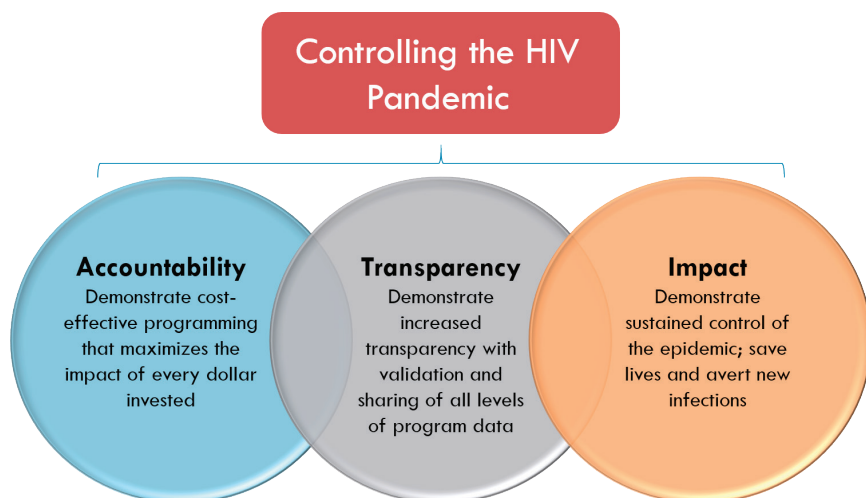 Controlling the HIV
Pandemic
Accountability
Demonstrate cost-
effective programming
that maximizes the
impact of every dollar
invested
Transparency
Demonstrate
increased
transparency with
validation and
sharing of all levels
of program data
Impact
Demonstrate
sustained control of
the epidemic; save
lives and avert new
infections